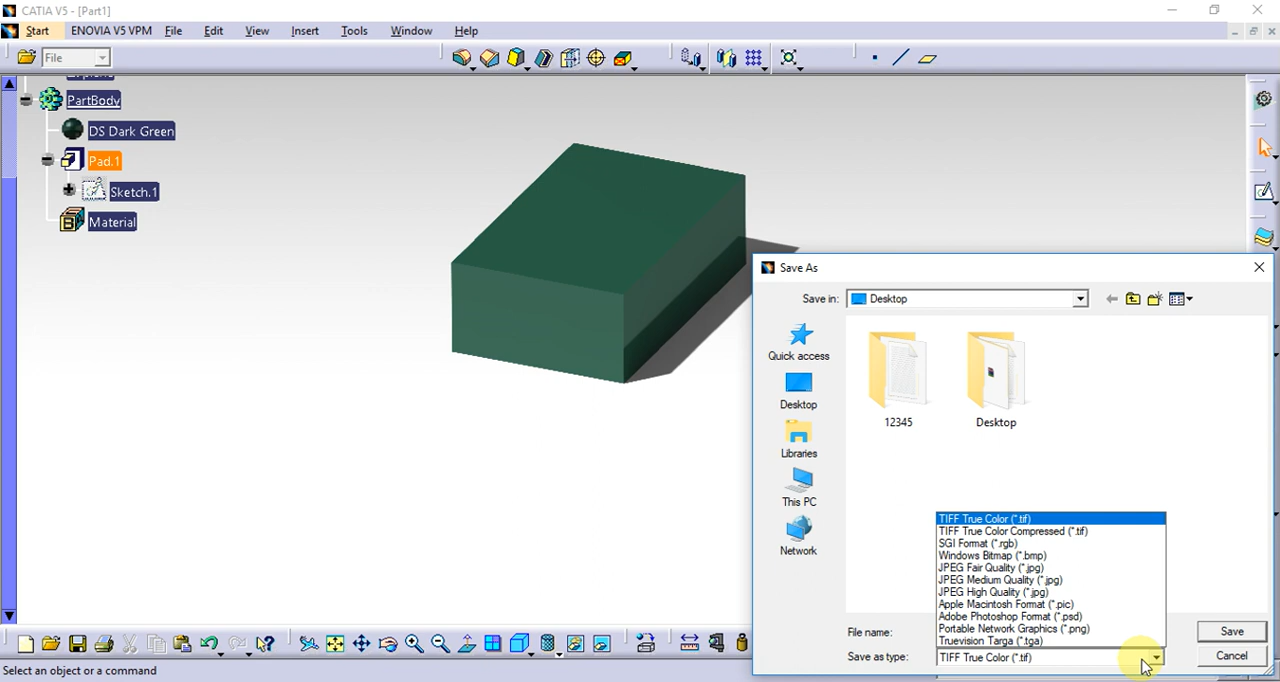 CATIA V5 - [Part1]
Start ENOVIA V5 VPM File Edit View Insert Tools Window Help
File
PartBody
DS Dark Green
Pad.1
Sketch.1
Material
Save As
Save in: Desktop
Quick access
Desktop
Libraries
This PC
Network
12345
Desktop
TIFF True Color (*.tif)
TIFF True Color Compressed (*.tif)
SGI Format (*.rgb)
Windows Bitmap (*.bmp)
JPEG Fair Quality (*.jpg)
JPEG Medium Quality (*.jpg)
JPEG High Quality (*.jpg)
Apple Macintosh Format (*.pic)
Adobe Photoshop Format (*.psd)
Portable Network Graphics (*.png)
Truevision Targa (*.tga)
File name:
Save
Save as type: TIFF True Color (*.tif)
Cancel
Select an object or a command